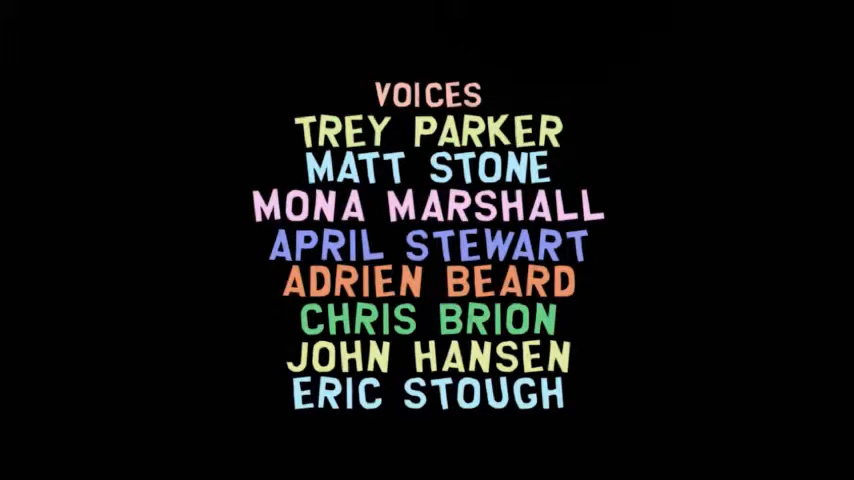 VOICES
TREY PARKER
MATT STONE
MONA MARSHALL
APRIL STEWART
ADRIEN BEARD
CHRIS BRION
JOHN HANSEN
ERIC STOUGH